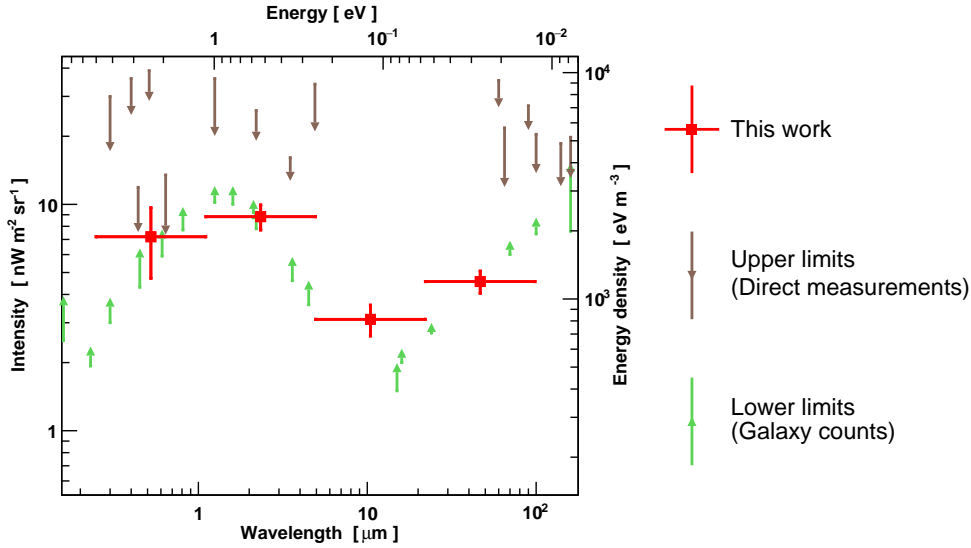 Energy [ eV ]
1 10⁻¹ 10⁻²
Intensity [ nW m⁻² sr⁻¹ ]
10
1
10⁴
10³
Energy density [ eV m⁻³ ]
1 10 10²
Wavelength [ μm ]
This work
Upper limits
(Direct measurements)
Lower limits
(Galaxy counts)